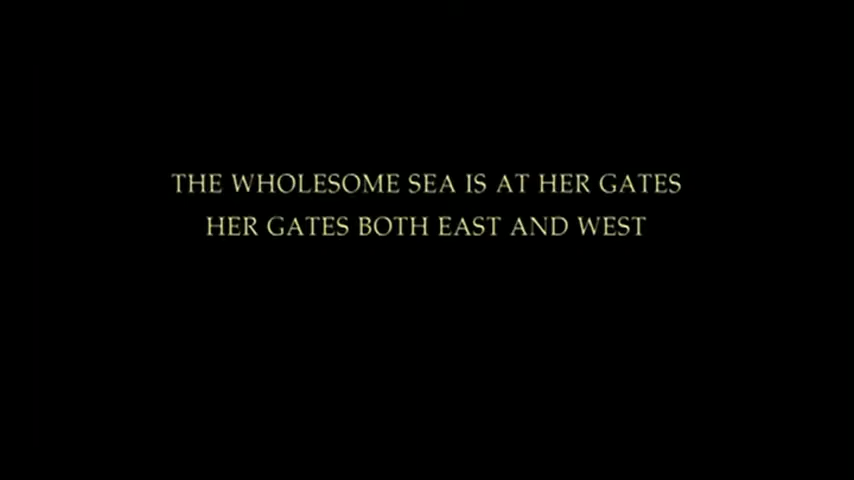 THE WHOLESOME SEA IS AT HER GATES
HER GATES BOTH EAST AND WEST